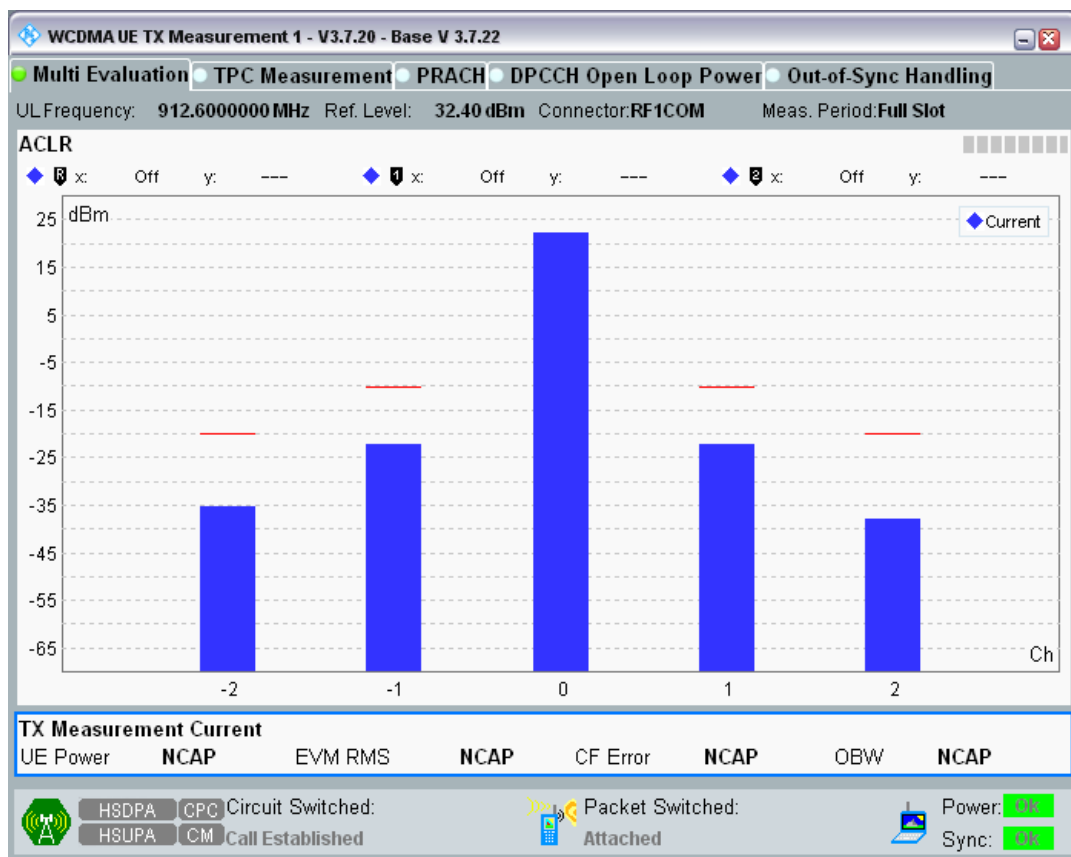 WCDMA UE TX Measurement 1 - V3.7.20 - Base V 3.7.22
Multi Evaluation TPC Measurement PRACH DPCCH Open Loop Power Out-of-Sync Handling
UL Frequency: 912.6000000 MHz Ref. Level: 32.40 dBm Connector:RF1COM Meas. Period:Full Slot
ACLR
R x: Off y: --- 1 x: Off y: --- 2 x: Off y: ---
dBm
Current
25
15
5
-5
-15
-25
-35
-45
-55
-65
Ch
-2 -1 0 1 2
TX Measurement Current
UE Power NCAP EVM RMS NCAP CF Error NCAP OBW NCAP
HSDPA CPC Circuit Switched: Packet Switched: Power: OK
HSUPA CM Call Established Attached Sync: OK